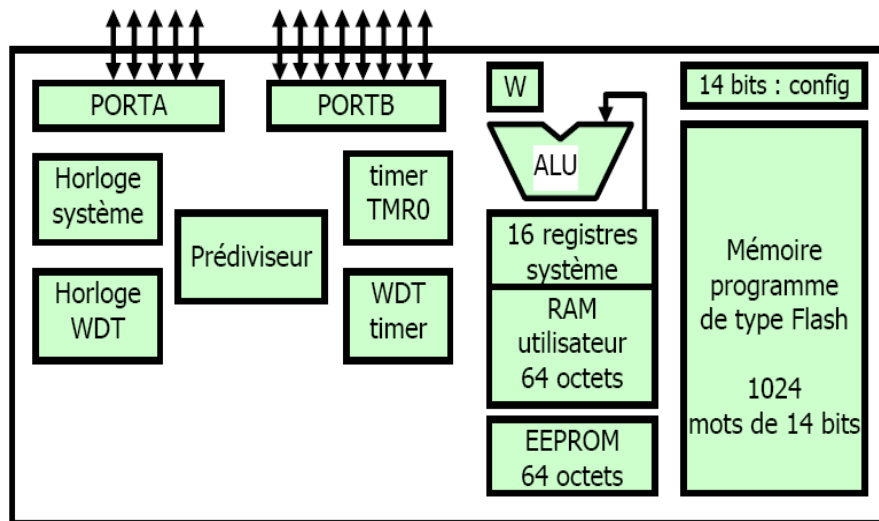 PORTA
PORTB
W
14 bits : config
ALU
Horloge
système
timer
TMR0
Prédiviseur
Horloge
WDT
WDT
timer
16 registres
système
RAM
utilisateur
64 octets
EEPROM
64 octets
Mémoire
programme
de type Flash
1024
mots de 14 bits